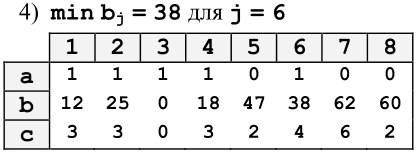 4) min bj = 38 для j = 6
1 2 3 4 5 6 7 8
a 1 1 1 1 0 1 0 0
b 12 25 0 18 47 38 62 60
c 3 3 0 3 2 4 6 2